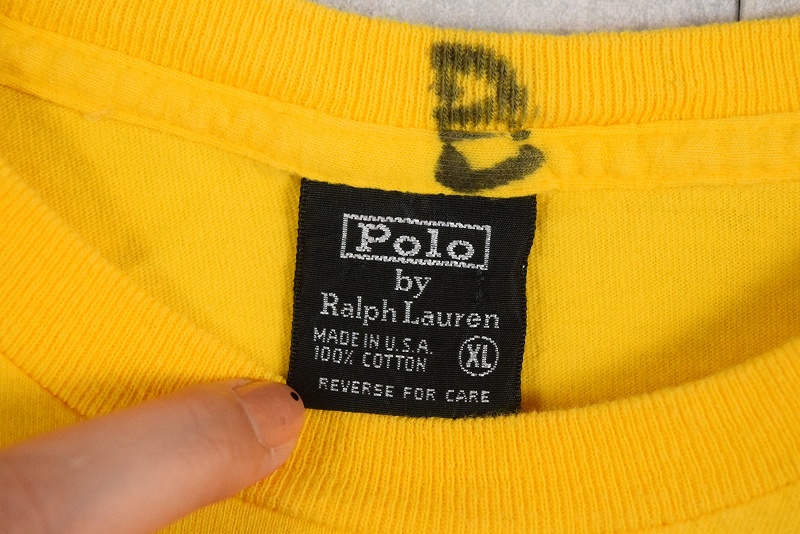 Polo
by
Ralph Lauren
MADE IN U.S.A.
100% COTTON
XL
REVERSE FOR CARE